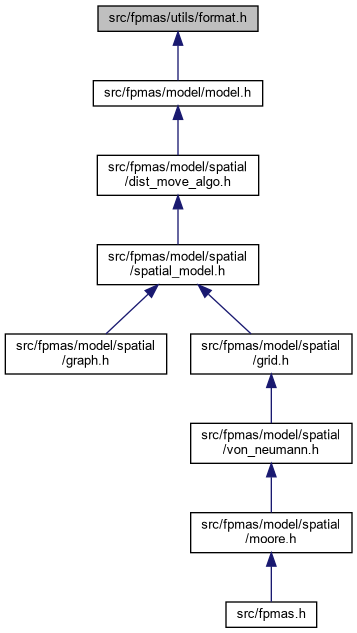 src/fpmas/utils/format.h
src/fpmas/model/model.h
src/fpmas/model/spatial
/dist_move_algo.h
src/fpmas/model/spatial
/spatial_model.h
src/fpmas/model/spatial
/graph.h
src/fpmas/model/spatial
/grid.h
src/fpmas/model/spatial
/von_neumann.h
src/fpmas/model/spatial
/moore.h
src/fpmas.h